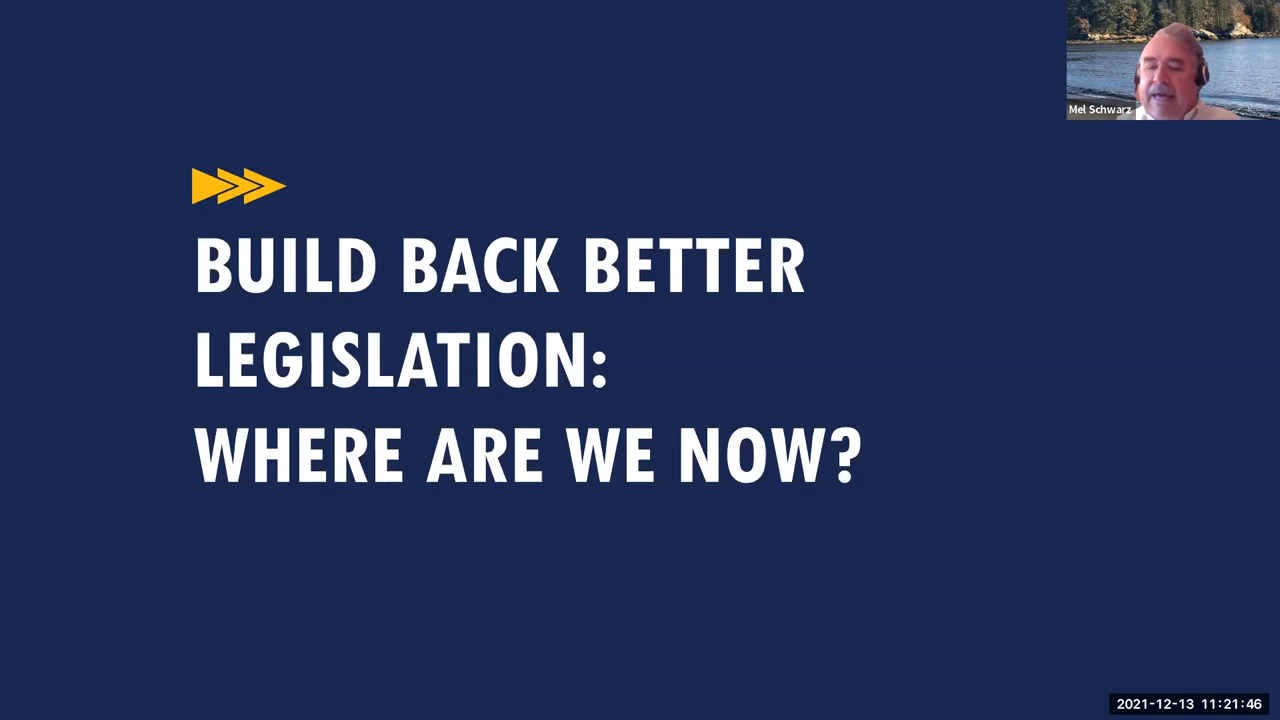 Mel Schwarz
BUILD BACK BETTER
LEGISLATION:
WHERE ARE WE NOW?
2021-12-13 11:21:46